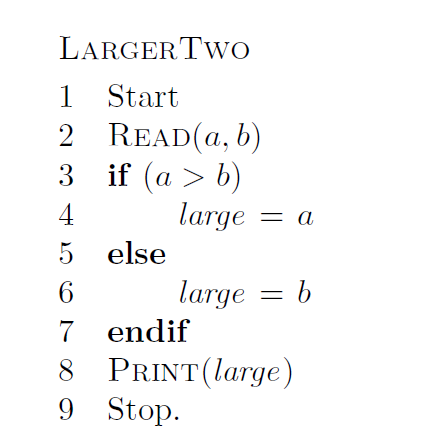 LARGERTWO
1 Start
2 READ(a, b)
3 if (a > b)
4 large = a
5 else
6 large = b
7 endif
8 PRINT(large)
9 Stop.